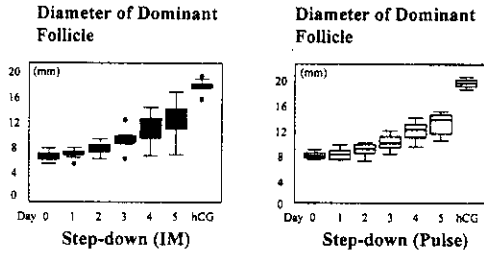 Diameter of Dominant
Follicle
(mm)
20
16
12
8
4
0
Day 0 1 2 3 4 5 hCG
Step-down (IM)
Diameter of Dominant
Follicle
(mm)
20
16
12
8
4
0
Day 0 1 2 3 4 5 hCG
Step-down (Pulse)